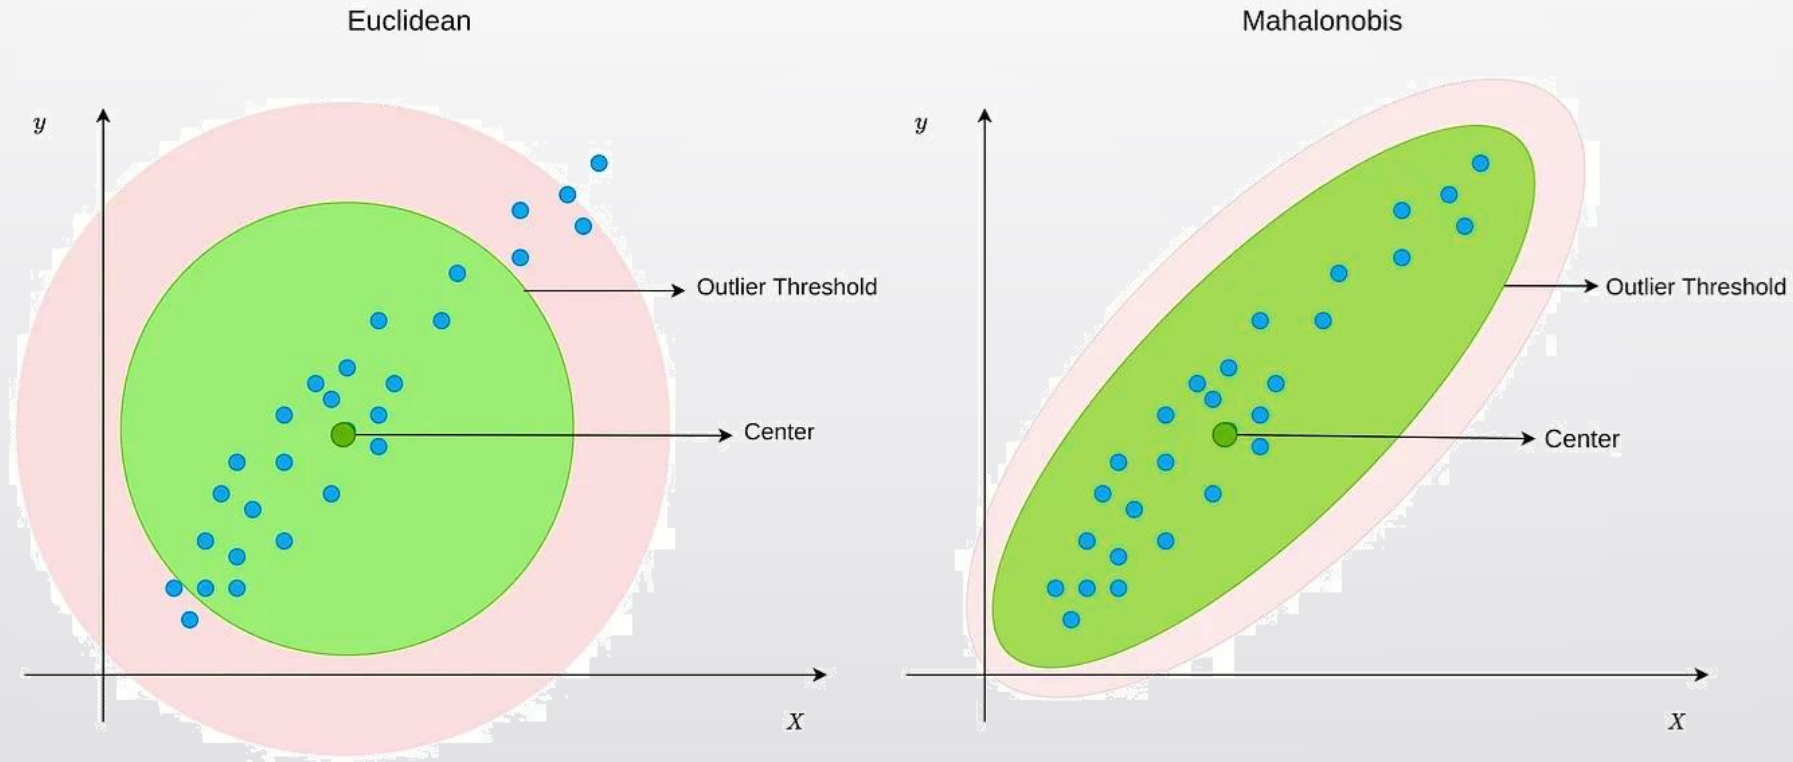 Euclidean
Mahalonobis
y
Outlier Threshold
Center
X
y
Outlier Threshold
Center
X